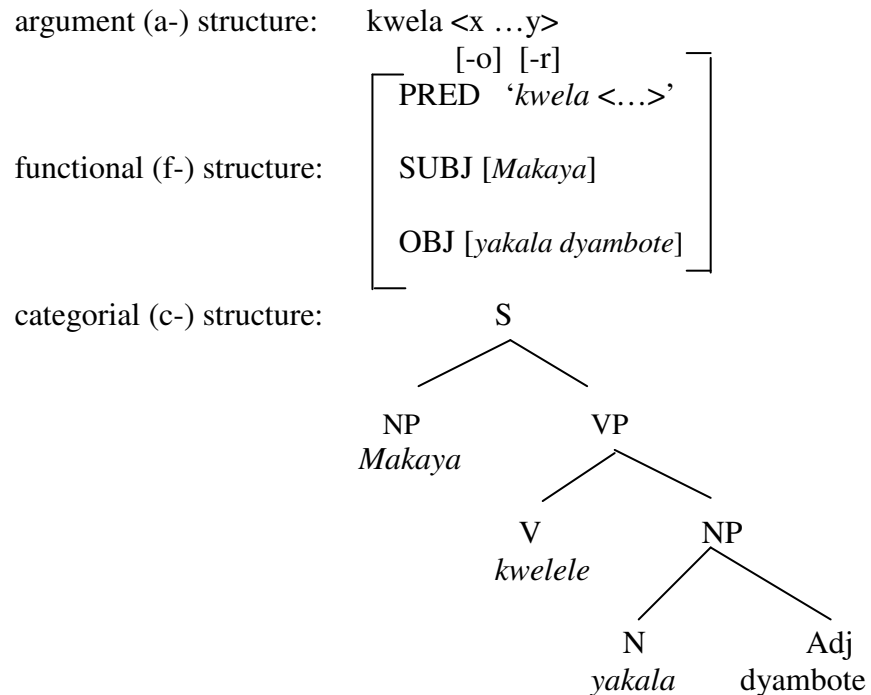 argument (a-) structure: kwela <x …y>
[-o] [-r]
PRED ‘kwela <…>’
functional (f-) structure: SUBJ [Makaya]
OBJ [yakala dyambote]
categorial (c-) structure: S
NP VP
Makaya
V NP
kwelele
N Adj
yakala dyambote